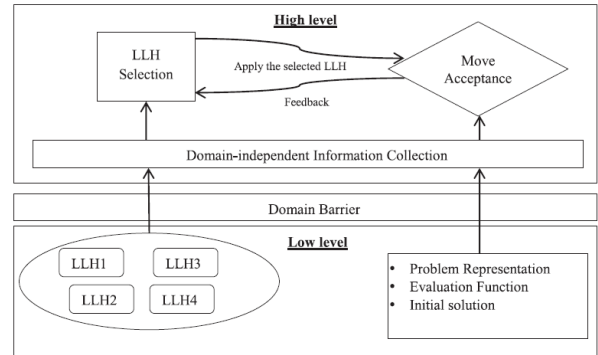 High level
LLH
Selection
Apply the selected LLH
Feedback
Move
Acceptance
Domain-independent Information Collection
Domain Barrier
Low level
LLH1
LLH3
LLH2
LLH4
• Problem Representation
• Evaluation Function
• Initial solution